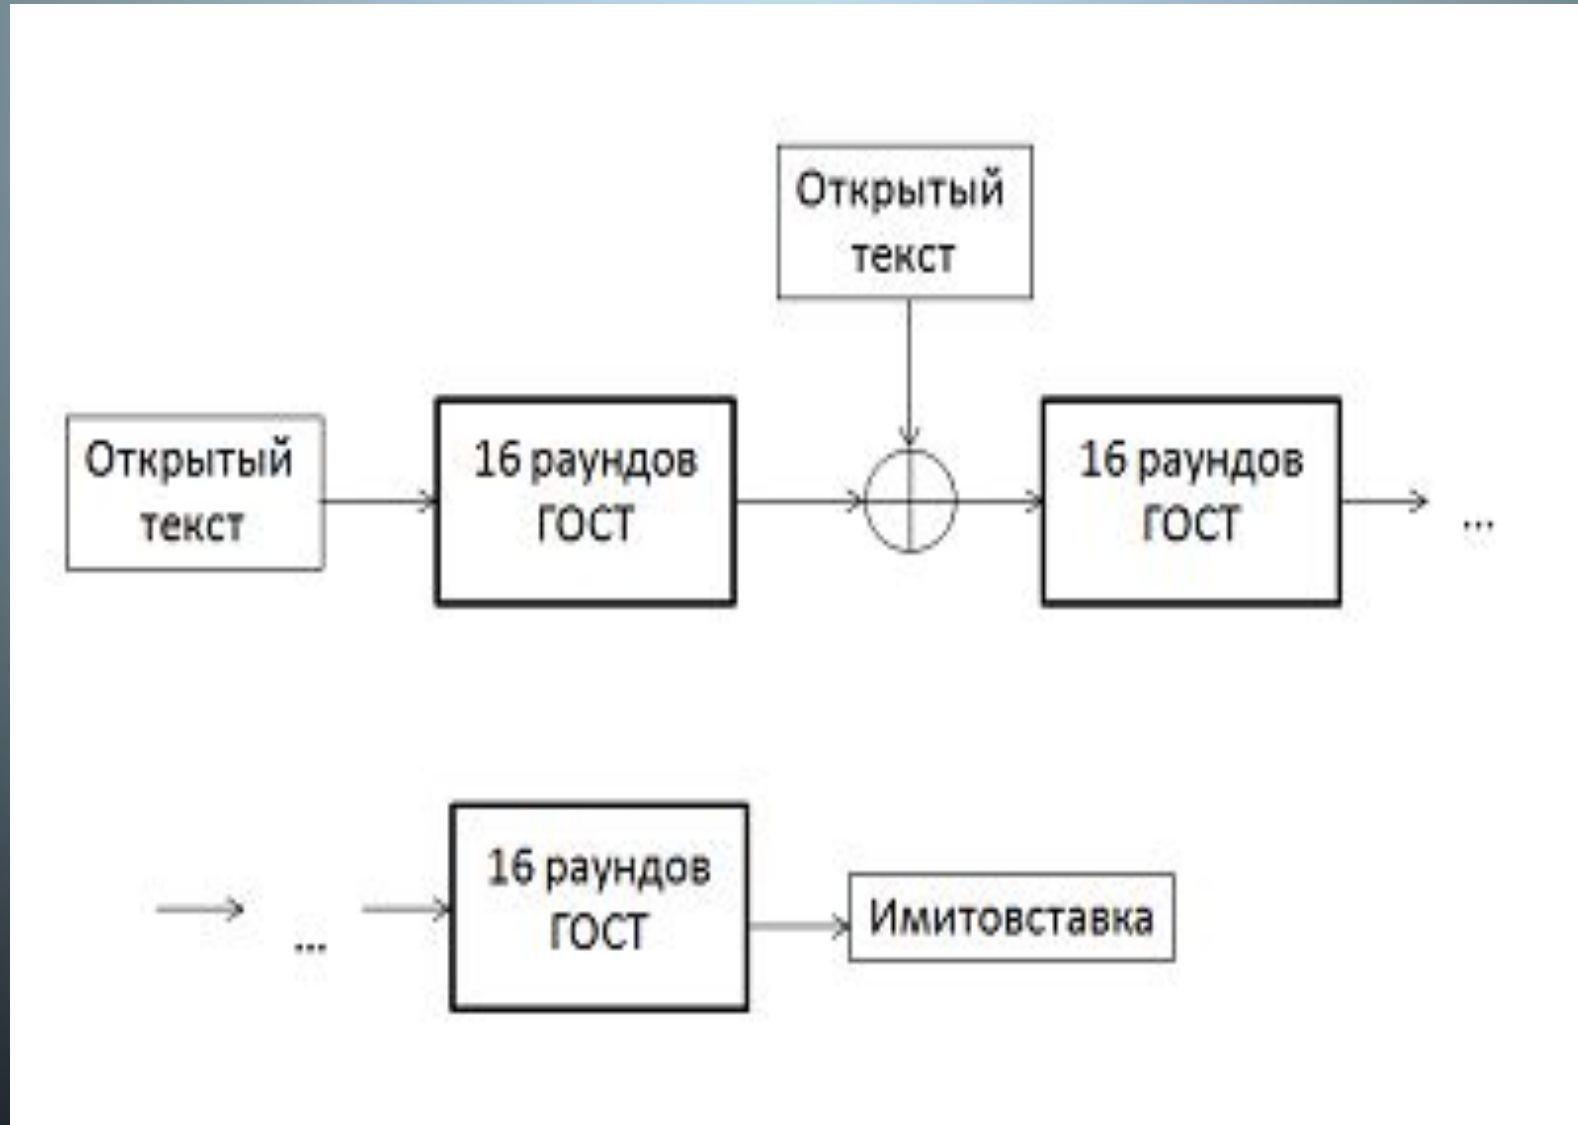 Открытый
текст
Открытый
текст
16 раундов
ГОСТ
16 раундов
ГОСТ
...
...
16 раундов
ГОСТ
Имитовставка